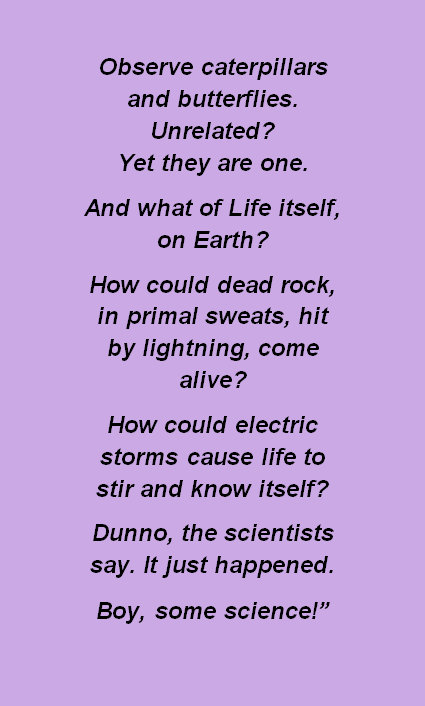 Observe caterpillars
and butterflies.
Unrelated?
Yet they are one.
And what of Life itself,
on Earth?
How could dead rock,
in primal sweats, hit
by lightning, come
alive?
How could electric
storms cause life to
stir and know itself?
Dunno, the scientists
say. It just happened.
Boy, some science!”